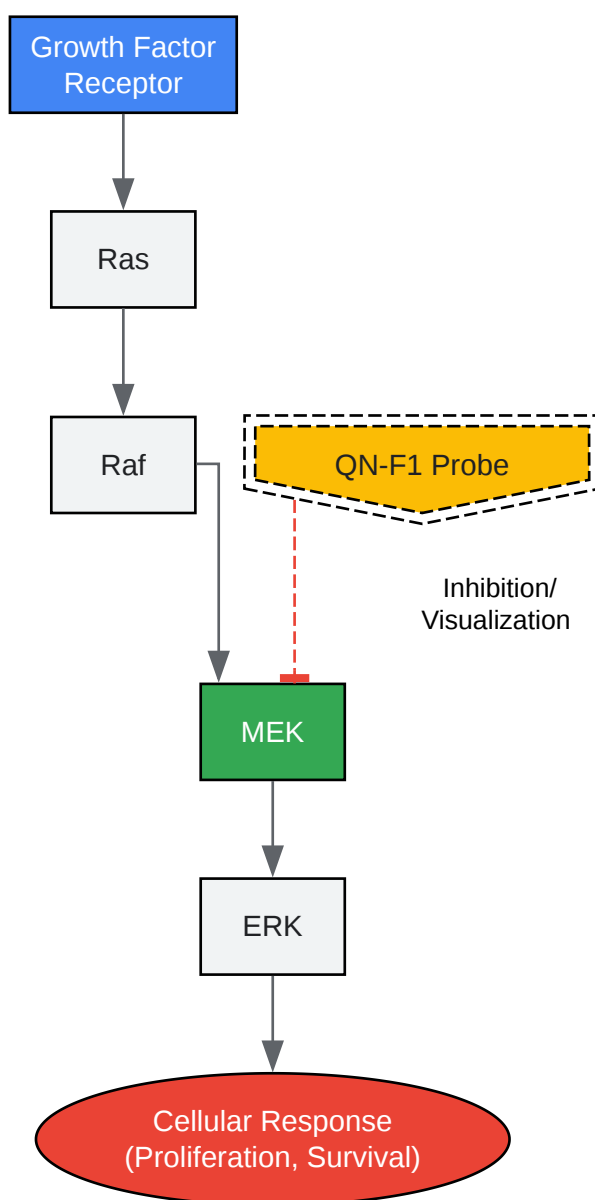 Growth Factor
Receptor
Ras
Raf
QN-F1 Probe
Inhibition/
Visualization
MEK
ERK
Cellular Response
(Proliferation, Survival)